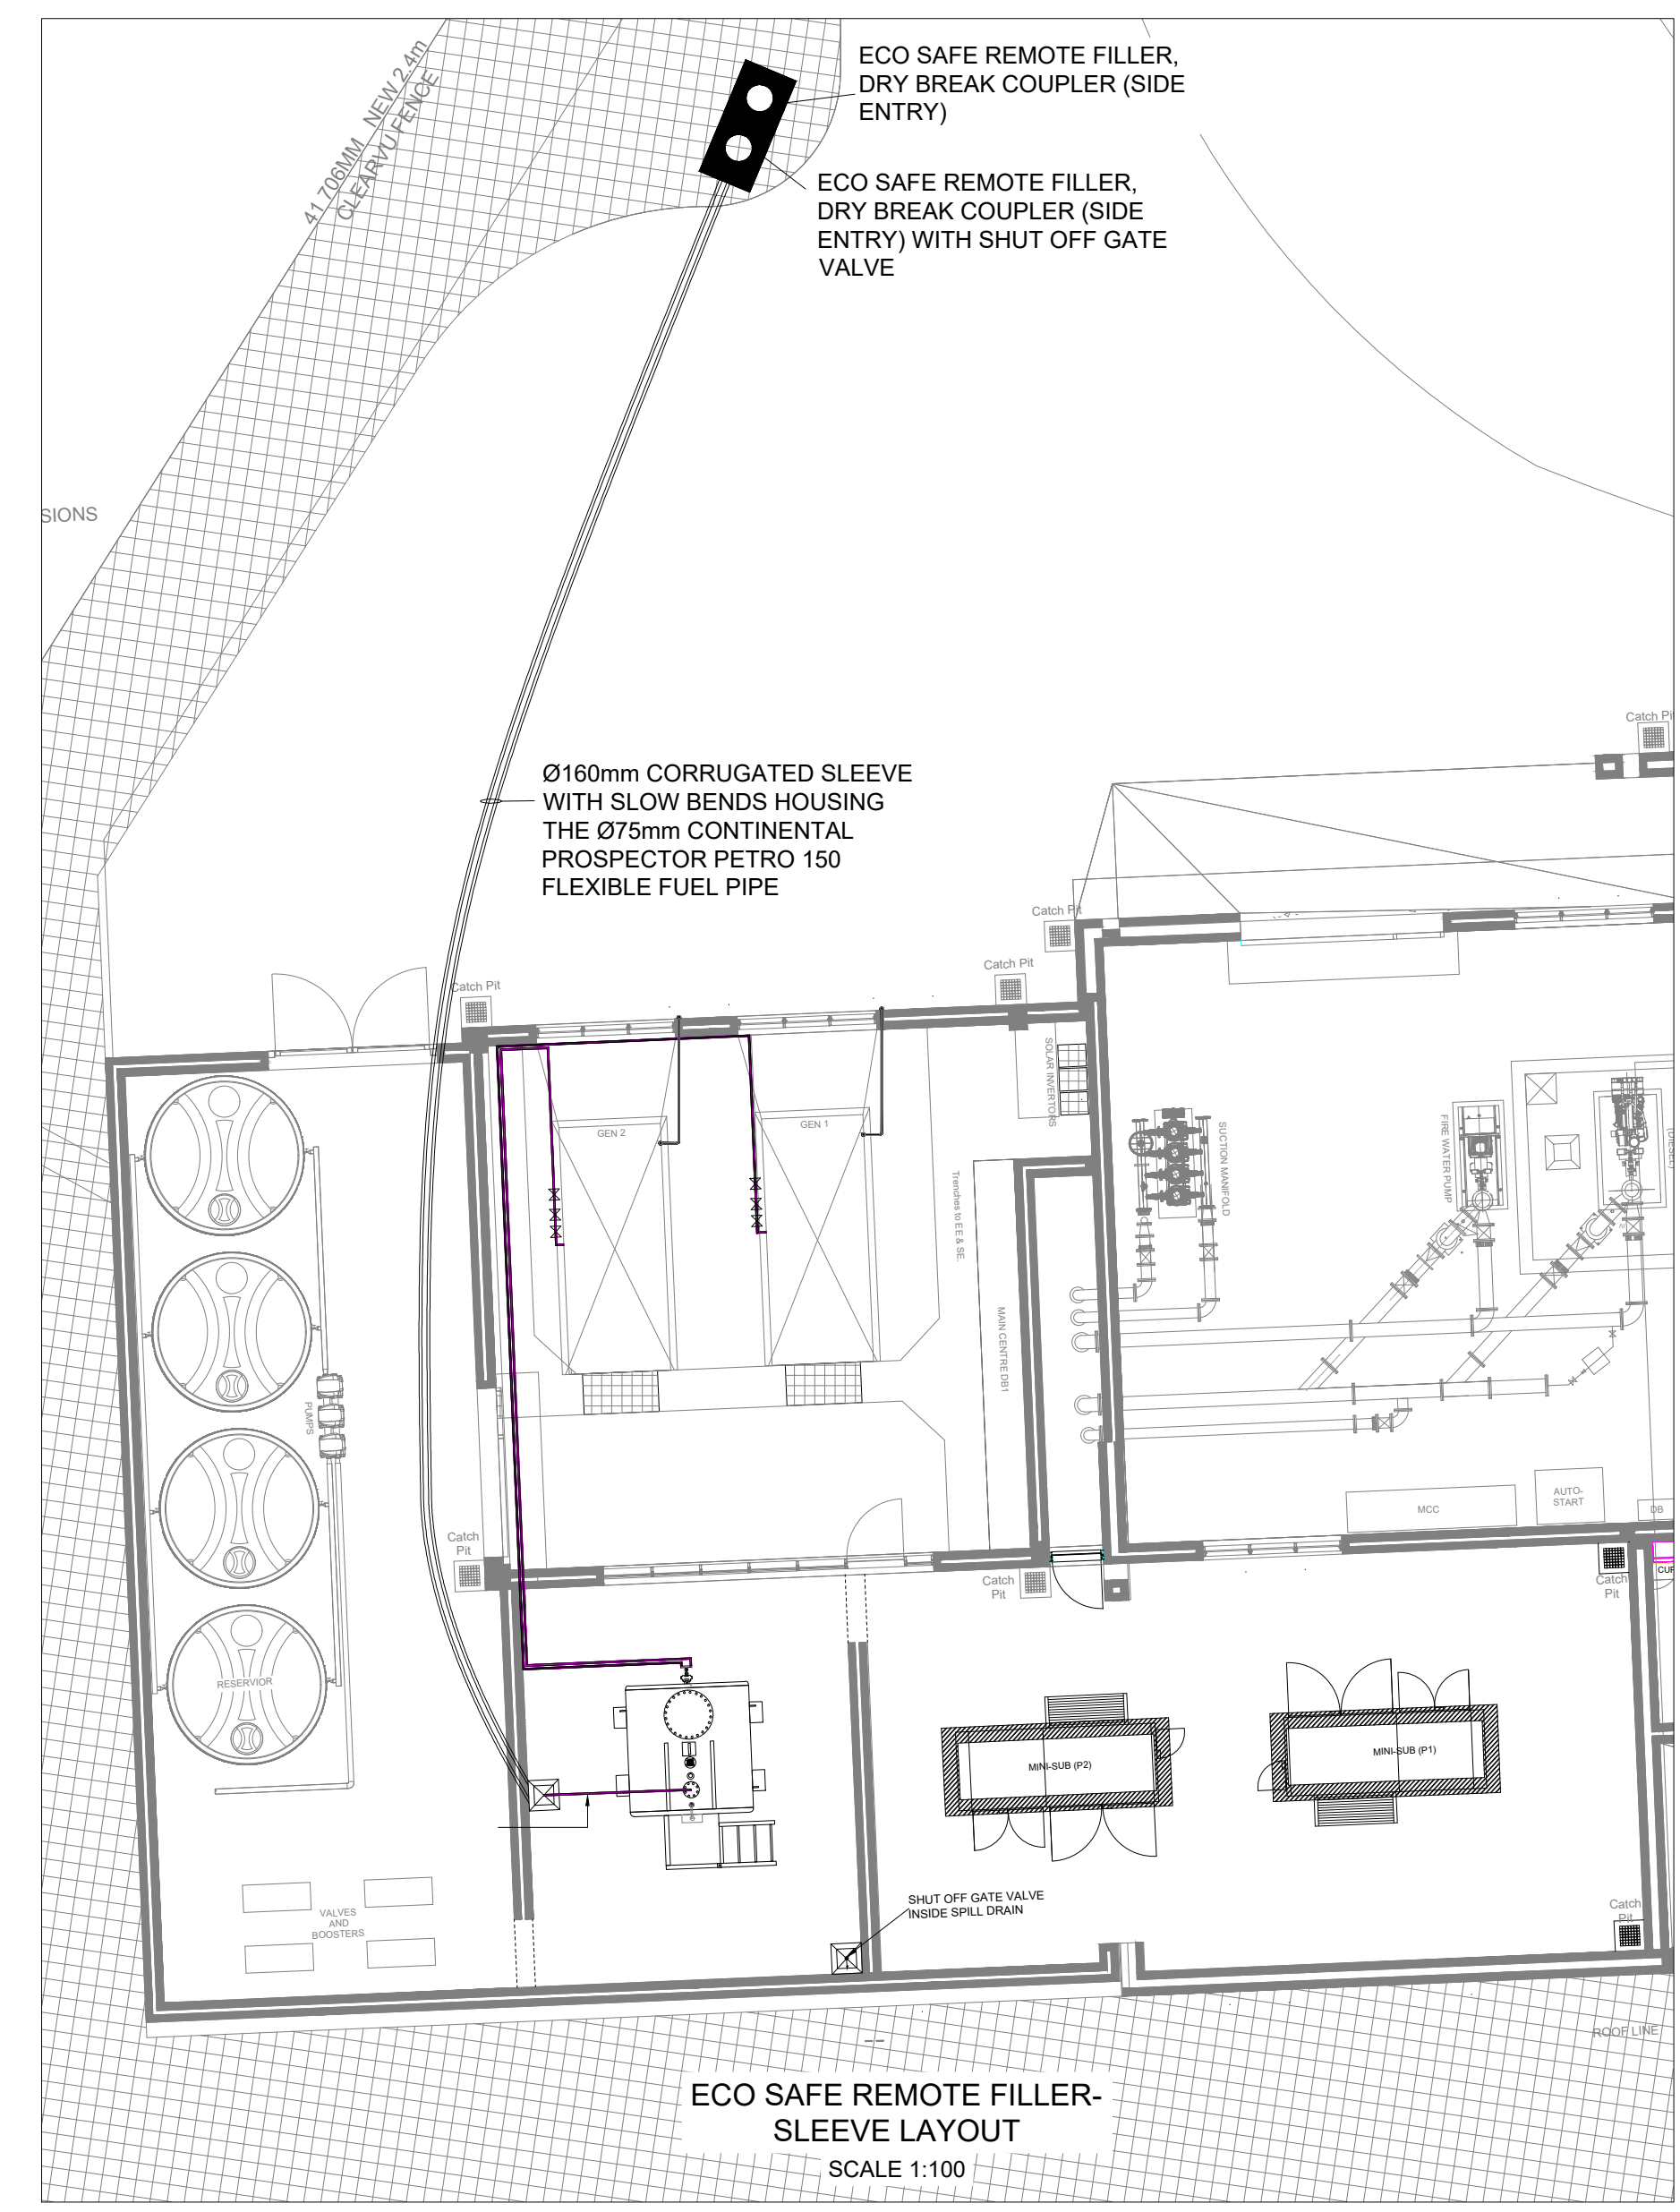 ECO SAFE REMOTE FILLER,
DRY BREAK COUPLER (SIDE
ENTRY)
41706MM NEW 2.4m
CLEARVU FENCE
ECO SAFE REMOTE FILLER,
DRY BREAK COUPLER (SIDE
ENTRY) WITH SHUT OFF GATE
VALVE
SIONS
Catch Pi
Ø160mm CORRUGATED SLEEVE
WITH SLOW BENDS HOUSING
THE Ø75mm CONTINENTAL
PROSPECTOR PETRO 150
FLEXIBLE FUEL PIPE
Catch Pit
Catch Pit
Catch Pit
SOLAR INVERTORS
GEN 2
GEN 1
SUCTION MANIFOLD
FIRE WATER PUMP
(DIESEL)
Trenches to EE & SE.
MAIN CENTRE DB1
PUMPS
MCC
AUTO-
START
DB
Catch
Pit
Catch
Pit
Catch
Pit
CUP
RESERVIOR
MINI-SUB (P2)
MINI-SUB (P1)
VALVES
AND
BOOSTERS
SHUT OFF GATE VALVE
INSIDE SPILL DRAIN
Catch
Pit
ROOF LINE
ECO SAFE REMOTE FILLER-
SLEEVE LAYOUT
SCALE 1:100